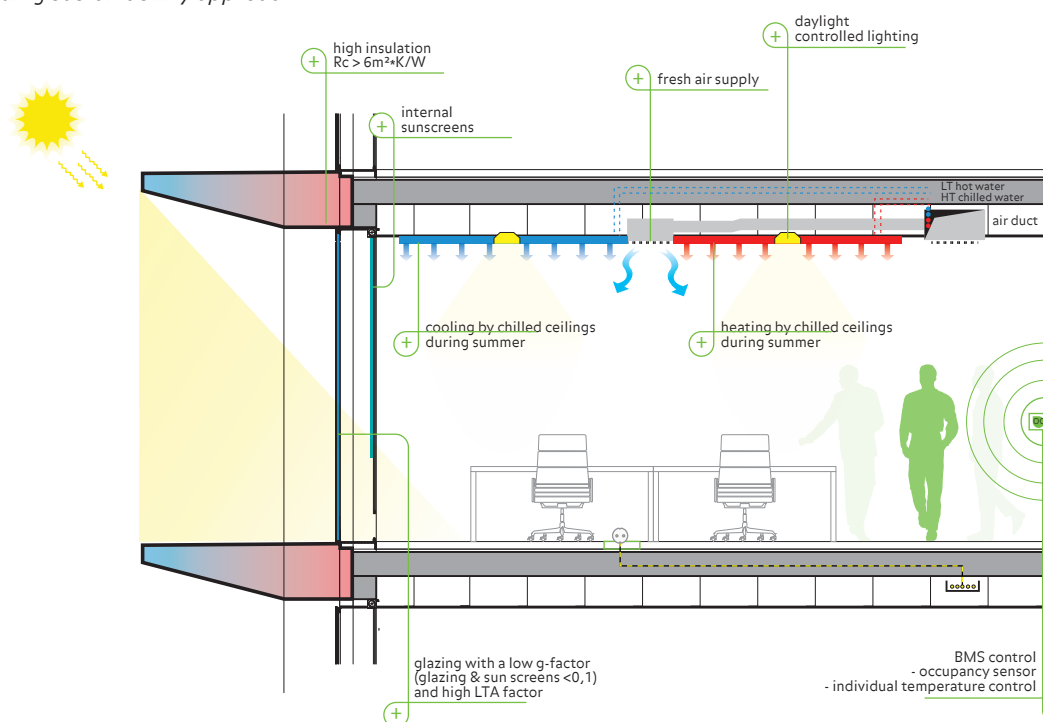 daylight
controlled lighting
high insulation
Rc > 6m²*K/W
fresh air supply
internal
sunscreens
LT hot water
HT chilled water
air duct
cooling by chilled ceilings
during summer
heating by chilled ceilings
during summer
glazing with a low g-factor
(glazing & sun screens <0,1)
and high LTA factor
BMS control
- occupancy sensor
- individual temperature control